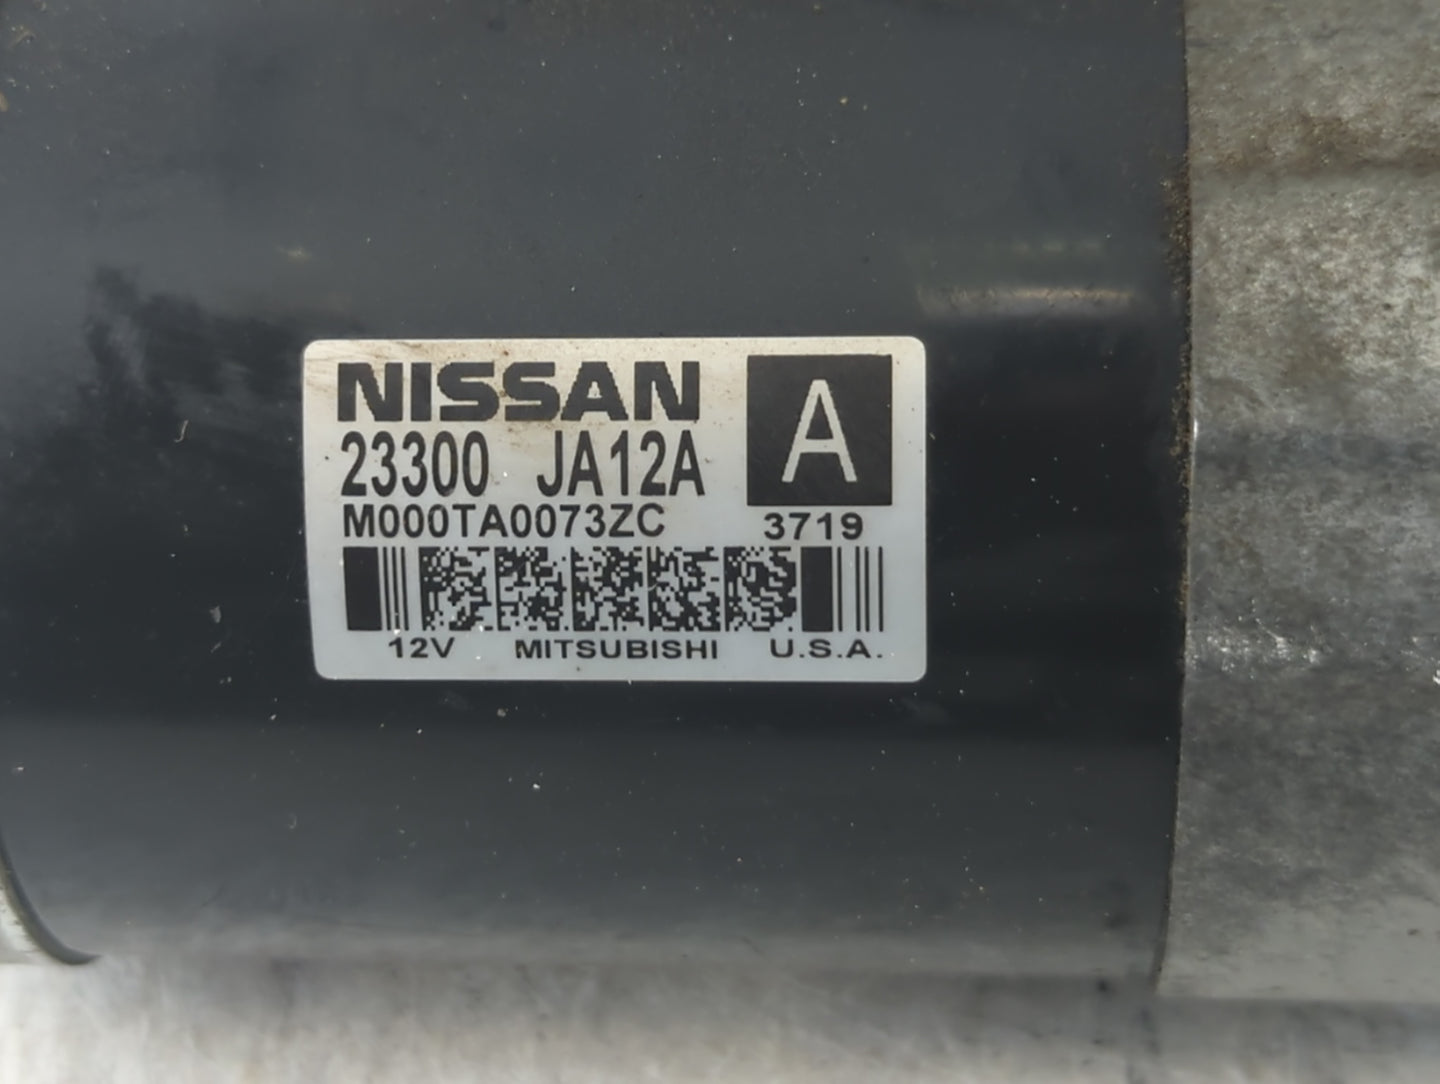 NISSAN
A
23300 JA12A
M000TA0073ZC 3719
12V MITSUBISHI U.S.A.